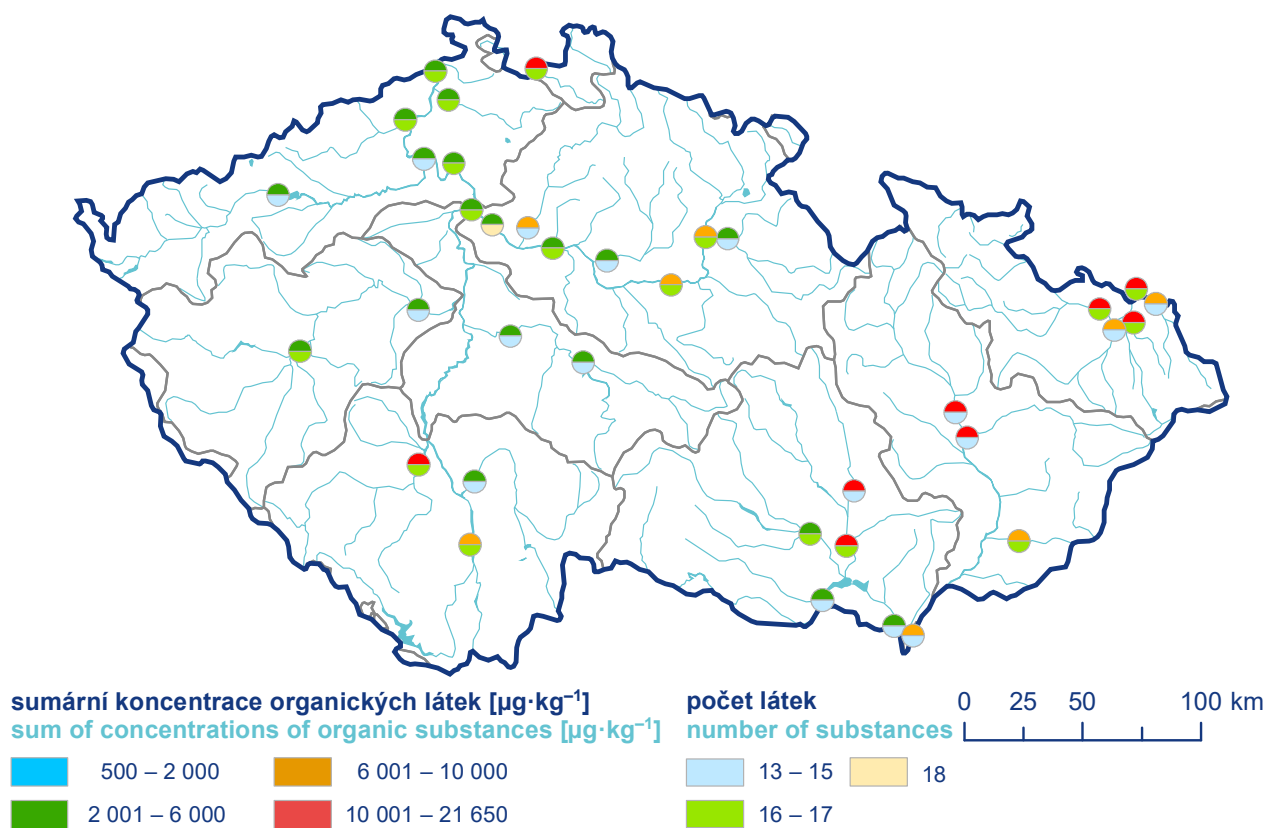 sumární koncentrace organických látek [µg·kg⁻¹]
sum of concentrations of organic substances [µg·kg⁻¹]
500 – 2 000
6 001 – 10 000
2 001 – 6 000
10 001 – 21 650
počet látek
number of substances
13 – 15
18
16 – 17
0 25 50 100 km